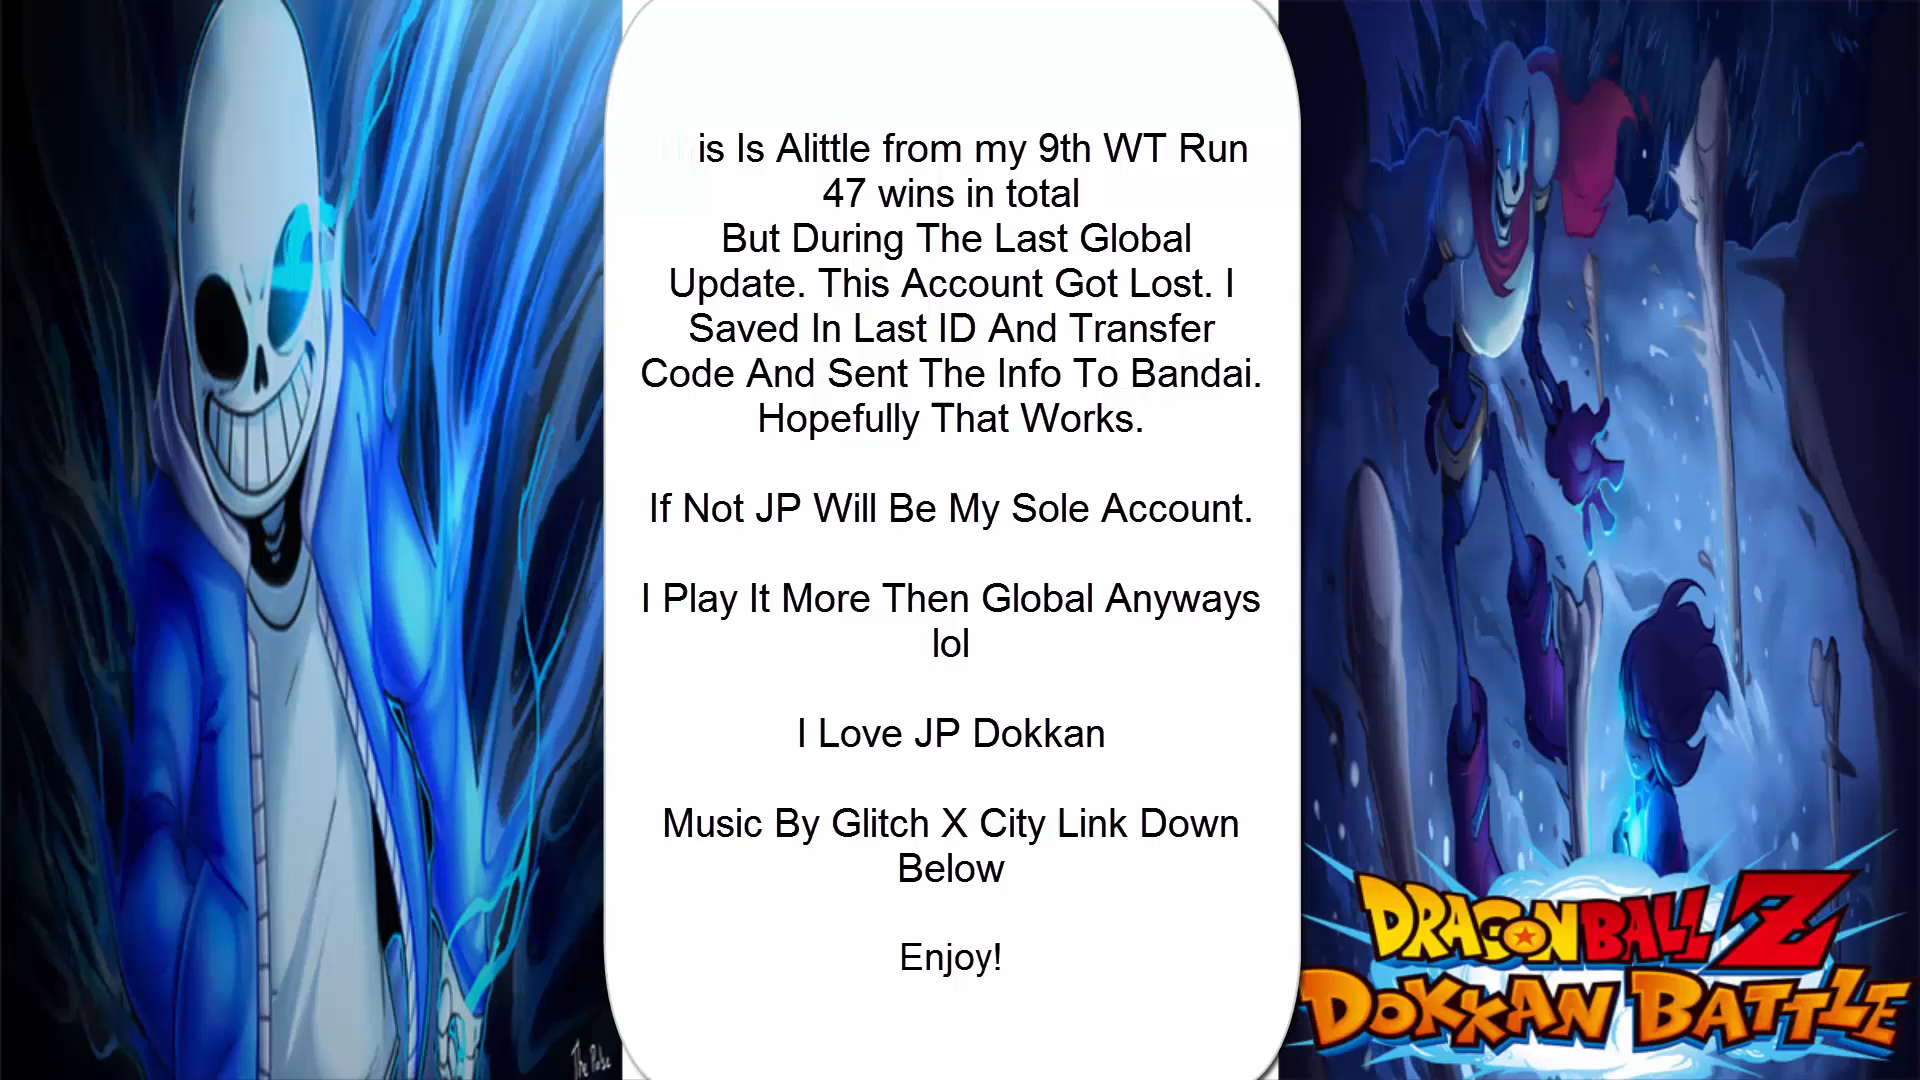 This Is Alittle from my 9th WT Run
47 wins in total
But During The Last Global
Update. This Account Got Lost. I
Saved In Last ID And Transfer
Code And Sent The Info To Bandai.
Hopefully That Works.
If Not JP Will Be My Sole Account.
I Play It More Then Global Anyways
lol
I Love JP Dokkan
Music By Glitch X City Link Down
Below
Enjoy!
DRAGONBALL Z
DOKKAN BATTLE